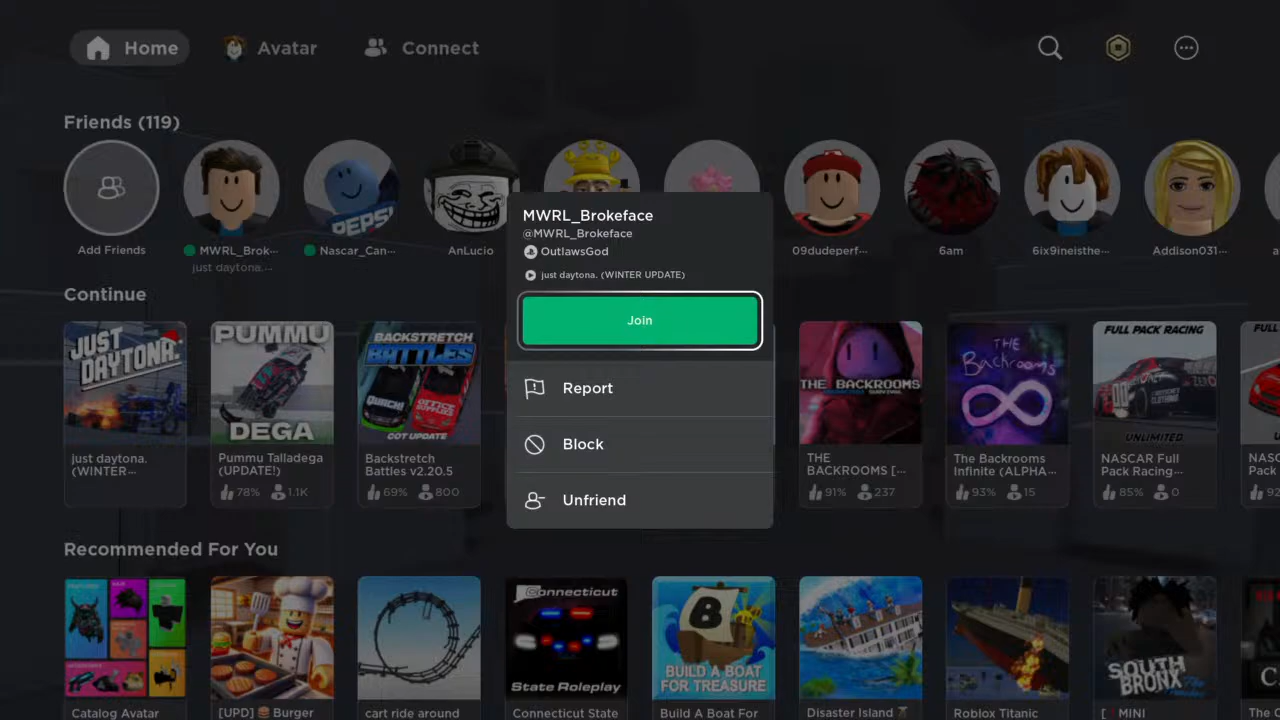 Home
Avatar
Connect
Friends (119)
Add Friends
MWRL_Brok···
just daytona.···
Nascar_Can···
AnLucio
09dudeperf···
6am
6ix9ineisthe···
Addison031···
MWRL_Brokeface
@MWRL_Brokeface
OutlawsGod
just daytona. (WINTER UPDATE)
Join
Report
Block
Unfriend
Continue
JUST
DAYTONA.
just daytona.
(WINTER···
PUMMU
DEGA
Pummu Talladega
(UPDATE!)
78% 1.1K
BACKSTRETCH
BATTLES
COT UPDATE
Backstretch
Battles v2.20.5
69% 800
THE BACKROOMS
THE
BACKROOMS [···
91% 237
THE
Backrooms
The Backrooms
Infinite (ALPHA···
93% 15
FULL PACK RACING
UNLIMITED
NASCAR Full
Pack Racing···
85% 0
NASC
Pack
92
Recommended For You
Catalog Avatar
[UPD] 🍔 Burger
cart ride around
Connecticut
State Roleplay
Connecticut State
B
BUILD A BOAT
FOR TREASURE
Build A Boat For
Disaster Island
Roblox Titanic
SOUTH
BRONX
MINI
The C